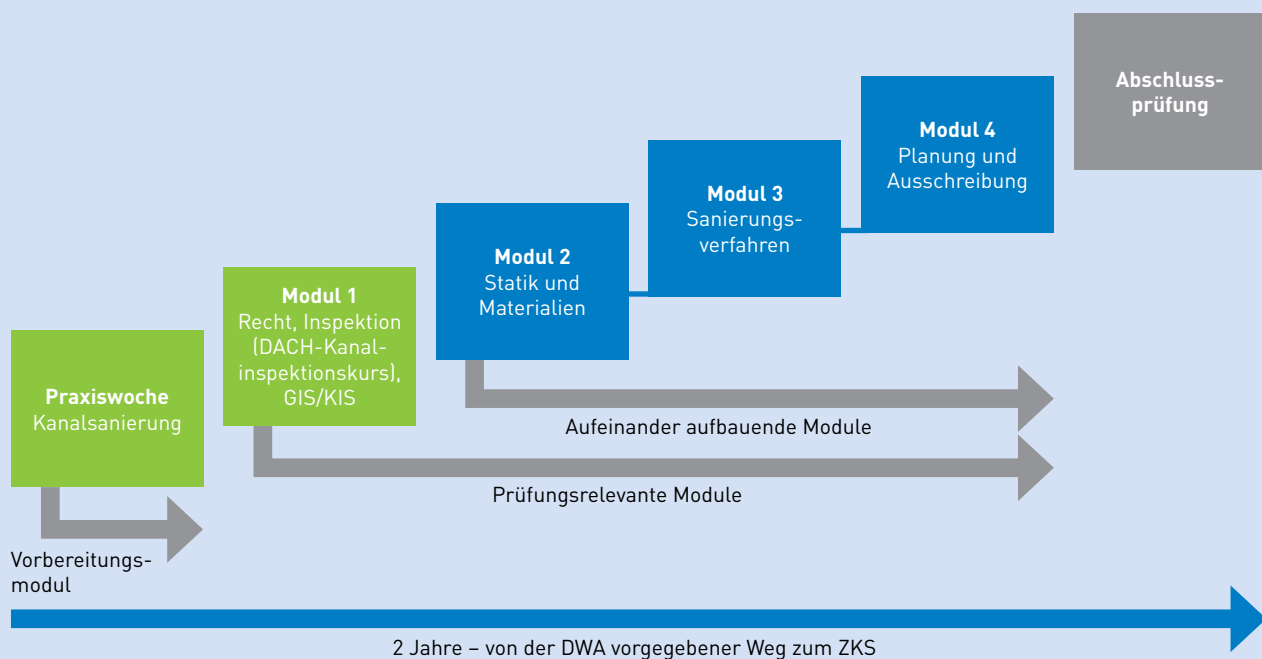 Praxiswoche
Kanalsanierung
Modul 1
Recht, Inspektion
(DACH-Kanal-
inspektionskurs),
GIS/KIS
Modul 2
Statik und
Materialien
Modul 3
Sanierungs-
verfahren
Modul 4
Planung und
Ausschreibung
Abschluss-
prüfung
Aufeinander aufbauende Module
Prüfungsrelevante Module
Vorbereitungs-
modul
2 Jahre – von der DWA vorgegebener Weg zum ZKS